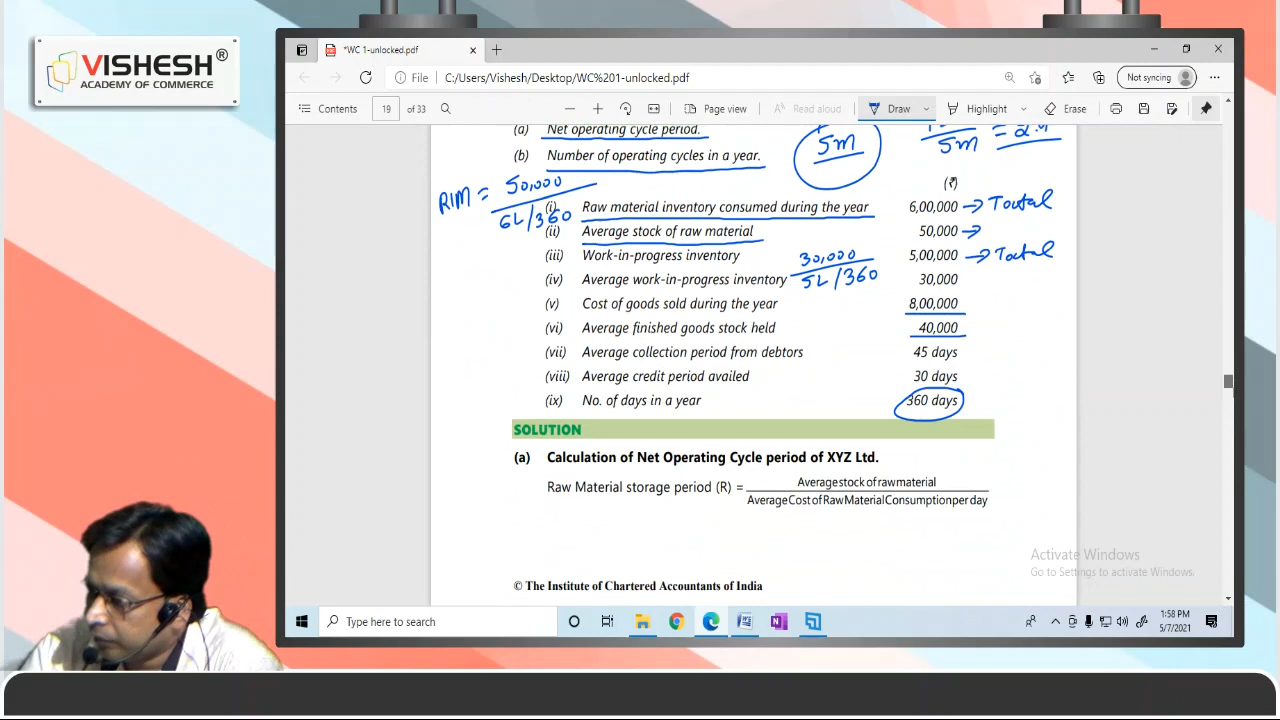 VISHESH®
ACADEMY OF COMMERCE
*WC 1-unlocked.pdf
File C:/Users/Vishesh/Desktop/WC%201-unlocked.pdf
Not syncing
Contents 19 of 33 Page view Read aloud Draw Highlight Erase
(a) Net operating cycle period.
5M
5M
(b) Number of operating cycles in a year.
(₹)
RIM = 50,000
6L/360
(i) Raw material inventory consumed during the year 6,00,000 → Toatal
(ii) Average stock of raw material 50,000 →
(iii) Work-in-progress inventory 5,00,000 → Toatal
30,000
5L/360
(iv) Average work-in-progress inventory 30,000
(v) Cost of goods sold during the year 8,00,000
(vi) Average finished goods stock held 40,000
(vii) Average collection period from debtors 45 days
(viii) Average credit period availed 30 days
(ix) No. of days in a year 360 days
SOLUTION
(a) Calculation of Net Operating Cycle period of XYZ Ltd.
Raw Material storage period (R) = Average stock of raw material
Average Cost of Raw Material Consumption per day
Activate Windows
Go to Settings to activate Windows.
© The Institute of Chartered Accountants of India
Type here to search
1:58 PM
5/7/2021